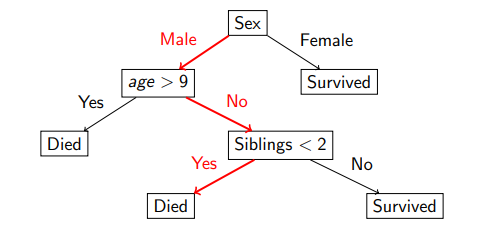 Sex
Male
Female
age > 9
Survived
Yes
No
Died
Siblings < 2
Yes
No
Died
Survived